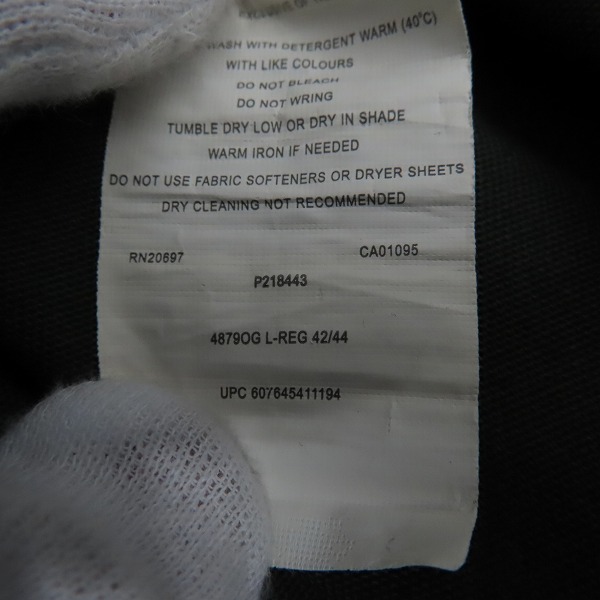 EXCLUSIVE OF
WASH WITH DETERGENT WARM (40°C)
WITH LIKE COLOURS
DO NOT BLEACH
DO NOT WRING
TUMBLE DRY LOW OR DRY IN SHADE
WARM IRON IF NEEDED
DO NOT USE FABRIC SOFTENERS OR DRYER SHEETS
DRY CLEANING NOT RECOMMENDED
RN20697 CA01095
P218443
4879OG L-REG 42/44
UPC 607645411194